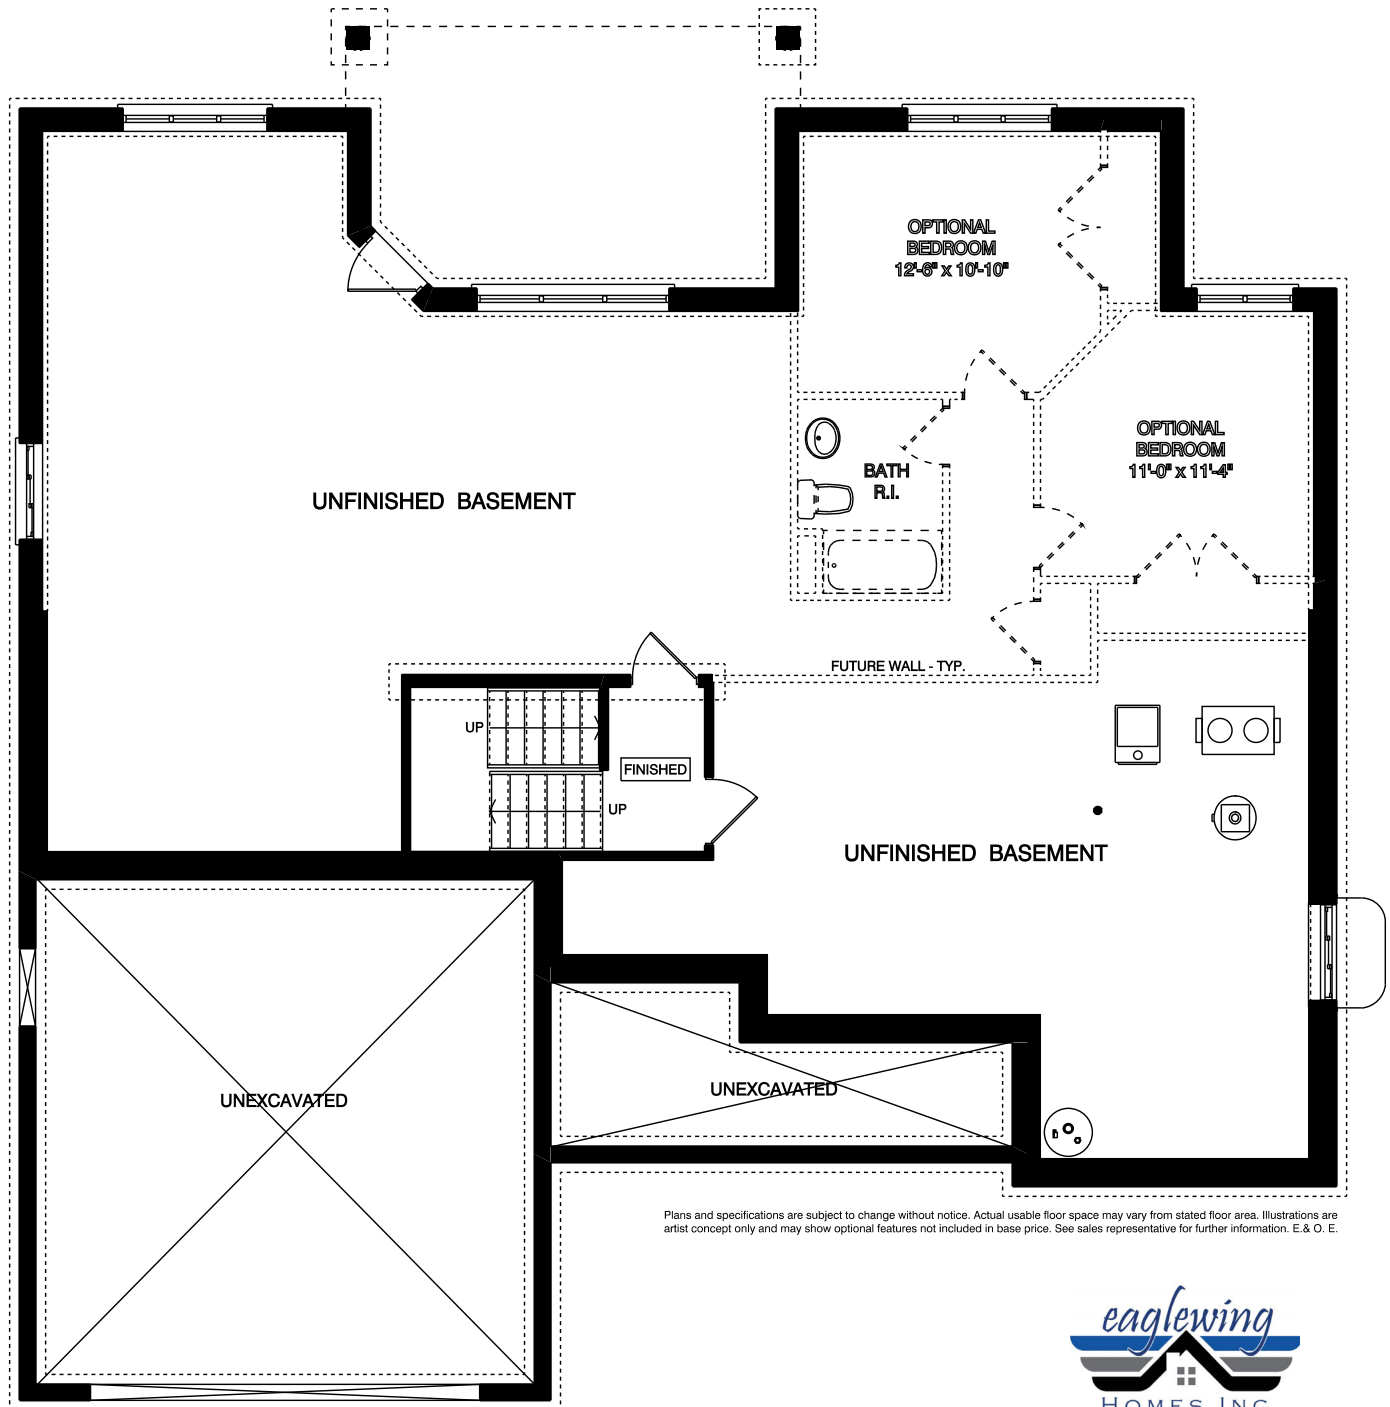 OPTIONAL
BEDROOM
12'-6" x 10'-10"
OPTIONAL
BEDROOM
11'-0" x 11'-4"
BATH
R.I.
UNFINISHED BASEMENT
FUTURE WALL - TYP.
UP
FINISHED
UP
UNFINISHED BASEMENT
UNEXCAVATED
UNEXCAVATED
Plans and specifications are subject to change without notice. Actual usable floor space may vary from stated floor area. Illustrations are
artist concept only and may show optional features not included in base price. See sales representative for further information. E.& O. E.
eaglewing
HOMES INC